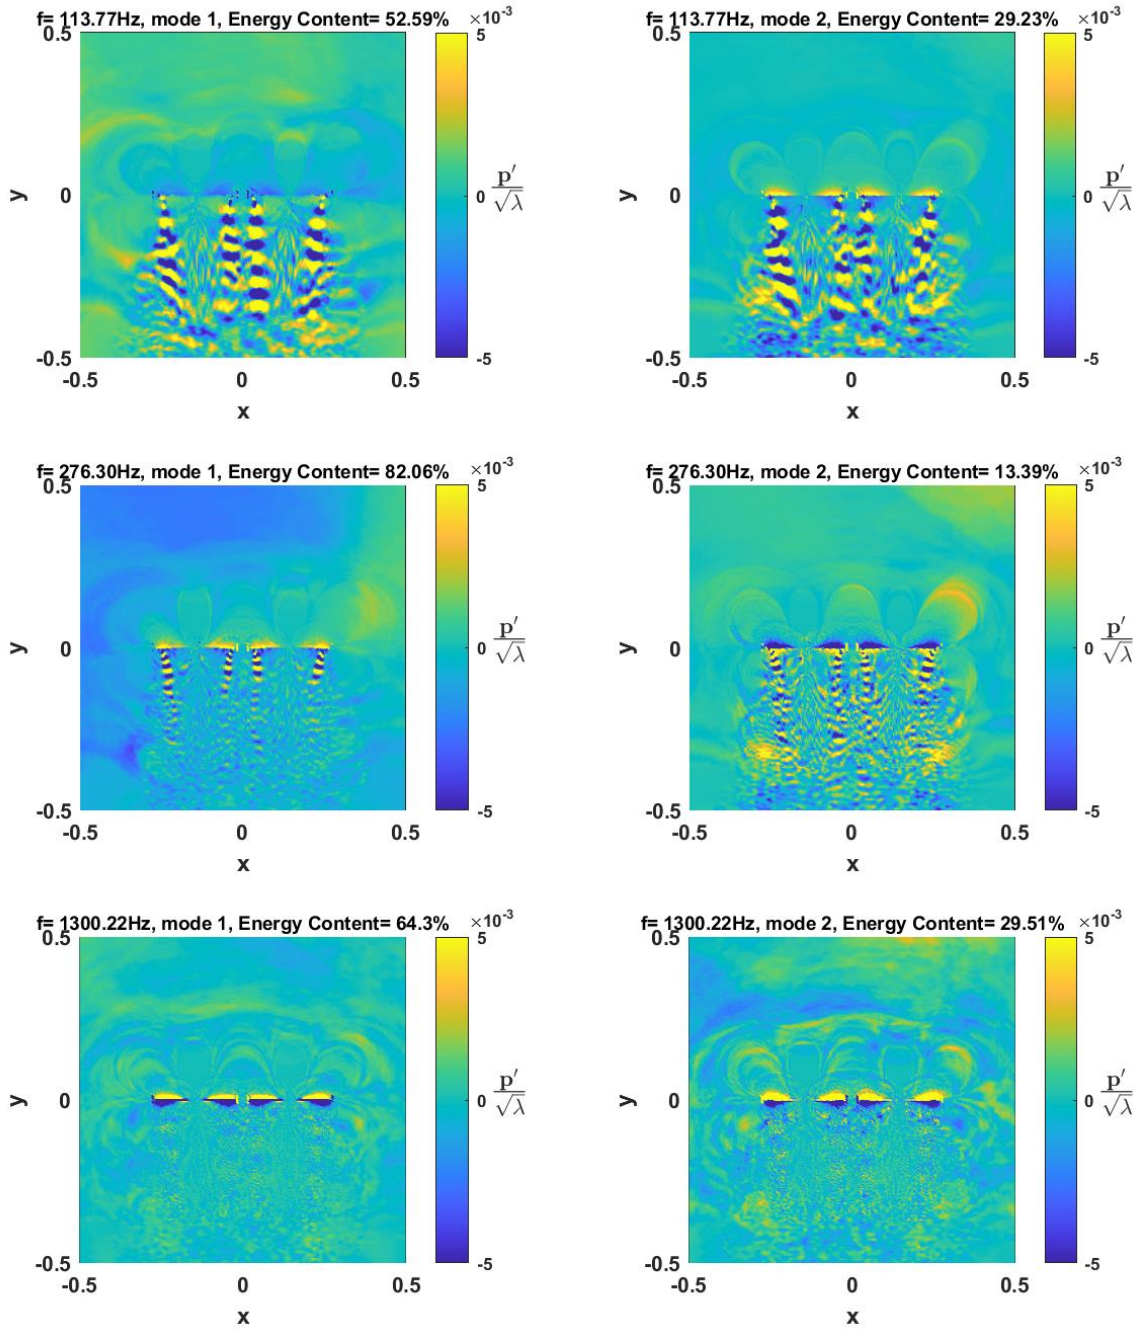 f= 113.77Hz, mode 1, Energy Content= 52.59%
×10⁻³
0.5
0
-0.5
y
-0.5 0 0.5
x
5
0
-5
p′/√λ
f= 113.77Hz, mode 2, Energy Content= 29.23%
×10⁻³
0.5
0
-0.5
y
-0.5 0 0.5
x
5
0
-5
p′/√λ
f= 276.30Hz, mode 1, Energy Content= 82.06%
×10⁻³
0.5
0
-0.5
y
-0.5 0 0.5
x
5
0
-5
p′/√λ
f= 276.30Hz, mode 2, Energy Content= 13.39%
×10⁻³
0.5
0
-0.5
y
-0.5 0 0.5
x
5
0
-5
p′/√λ
f= 1300.22Hz, mode 1, Energy Content= 64.3%
×10⁻³
0.5
0
-0.5
y
-0.5 0 0.5
x
5
0
-5
p′/√λ
f= 1300.22Hz, mode 2, Energy Content= 29.51%
×10⁻³
0.5
0
-0.5
y
-0.5 0 0.5
x
5
0
-5
p′/√λ